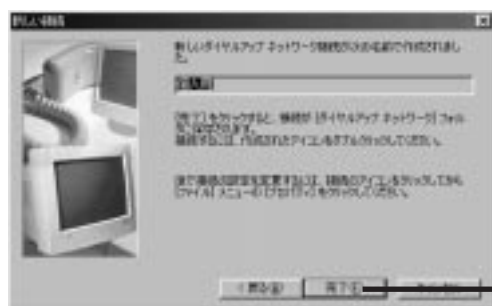 新しい接続
新しいダイヤルアップ ネットワーク接続が次の名前で作成されまし
た。
[完了] をクリックすると、接続が [ダイヤルアップ ネットワーク] フォル
ダに保存されます。
接続するには、作成されたアイコンをダブルクリックしてください。
後で接続の設定を変更するには、接続のアイコンをクリックしてから
[ファイル] メニューの [プロパティ] をクリックしてください。
< 戻る(B) 完了 キャンセル